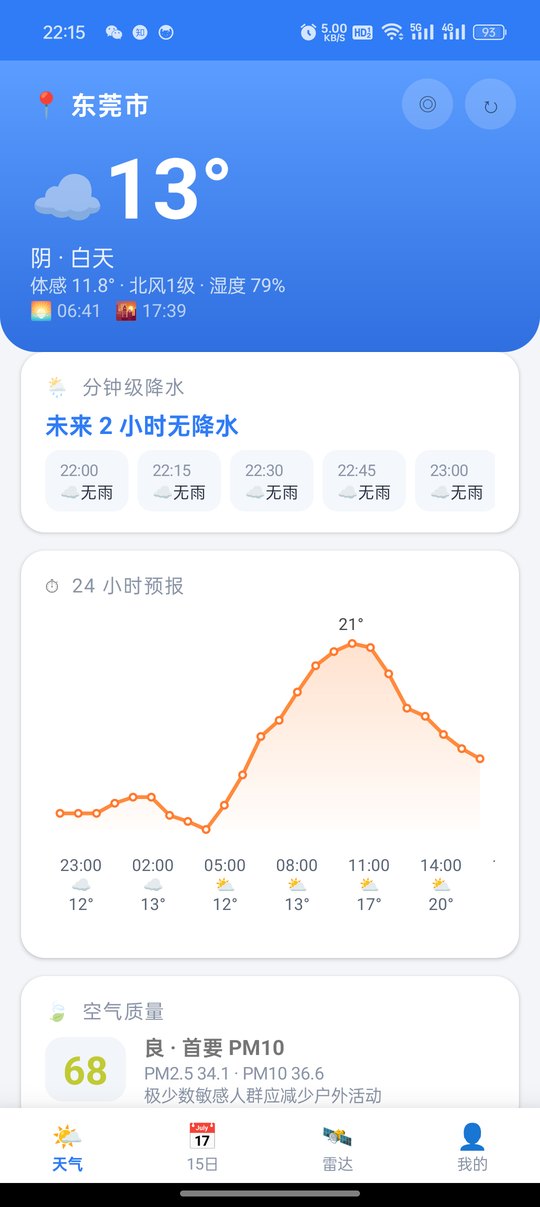 22:15 知 5.00 KB/S HD 5G 4G 93
东莞市
13°
阴 · 白天
体感 11.8° · 北风1级 · 湿度 79%
06:41 17:39
分钟级降水
未来 2 小时无降水
22:00 22:15 22:30 22:45 23:00
无雨 无雨 无雨 无雨 无雨
24 小时预报
21°
23:00 02:00 05:00 08:00 11:00 14:00
12° 13° 12° 13° 17° 20°
空气质量
68
良 · 首要 PM10
PM2.5 34.1 · PM10 36.6
极少数敏感人群应减少户外活动
July
17
天气 15日 雷达 我的